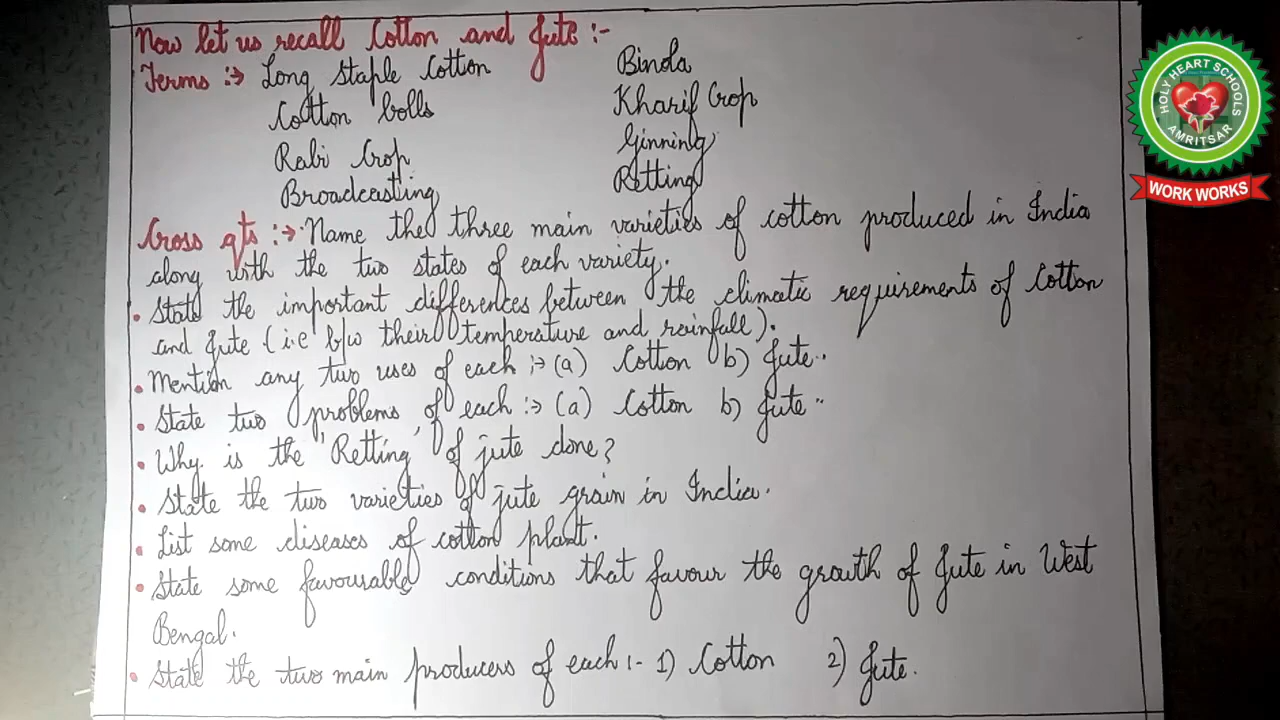 Now let us recall Cotton and Jute :-
Terms :→ Long Staple Cotton    Binola
Cotton bolls    Kharif Crop
Rabi Crop    Ginning
Broadcasting    Retting
Cross qts :→ Name the three main varieties of cotton produced in India
along with the two states of each variety.
• State the important differences between the climatic requirements of Cotton
and Jute (i.e b/w their temperature and rainfall).
• Mention any two uses of each :→ (a) Cotton b) Jute..
• State two problems of each :→ (a) Cotton b) Jute..
• Why is the 'Retting' of jute done?
• State the two varieties of jute grain in India.
• List some diseases of cotton plant.
• State some favourable conditions that favour the growth of Jute in West
Bengal.
• State the two main producers of each :- 1) Cotton 2) Jute.
HOLY HEART SCHOOLS
AMRITSAR
WORK WORKS